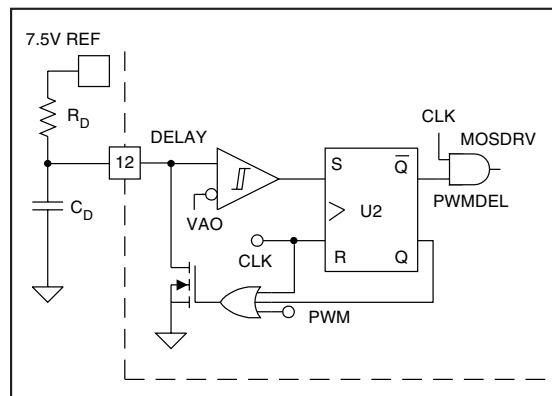 7.5V REF
R_D
C_D
12
DELAY
VAO
CLK
S
Q̅
U2
R
Q
PWM
CLK
MOSDRV
PWMDEL